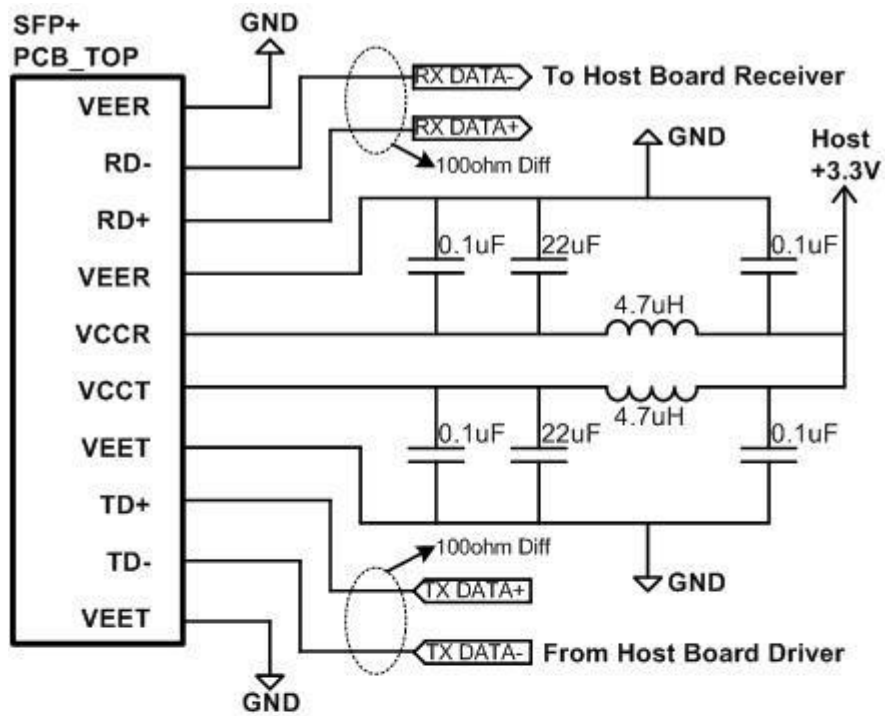 SFP+
PCB_TOP
GND
VEER
RX DATA- To Host Board Receiver
RD-
RX DATA+
GND
Host
+3.3V
100ohm Diff
RD+
0.1uF 22uF 0.1uF
VEER
4.7uH
VCCR
VCCT
4.7uH
0.1uF 22uF 0.1uF
VEET
TD+
100ohm Diff
TD-
TX DATA+
GND
VEET
TX DATA- From Host Board Driver
GND